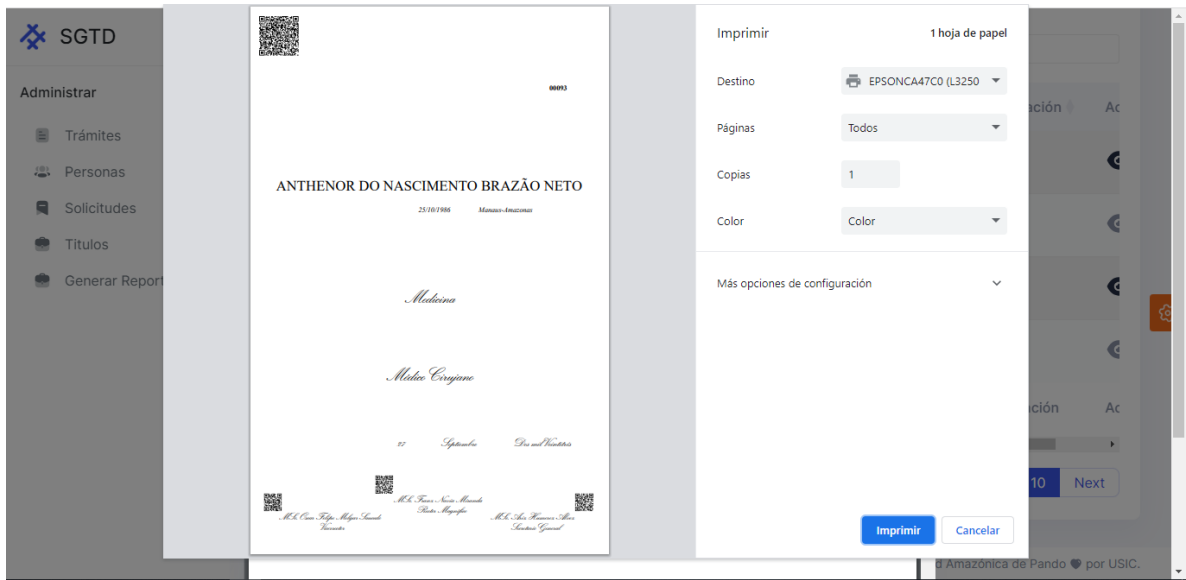 SGTD
Administrar
Trámites
Personas
Solicitudes
Titulos
Generar Report
00093
ANTHENOR DO NASCIMENTO BRAZÃO NETO
25/10/1986 Manaus-Amazonas
Medicina
Médico Cirujano
27 Septiembre Dos mil Veintitrés
Rector Magnífico
Vicerrector
Secretario General
Imprimir 1 hoja de papel
Destino EPSONCA47C0 (L3250
Páginas Todos
Copias 1
Color Color
Más opciones de configuración
Imprimir Cancelar
ación Ac
ación Ac
10 Next
d Amazónica de Pando por USIC.